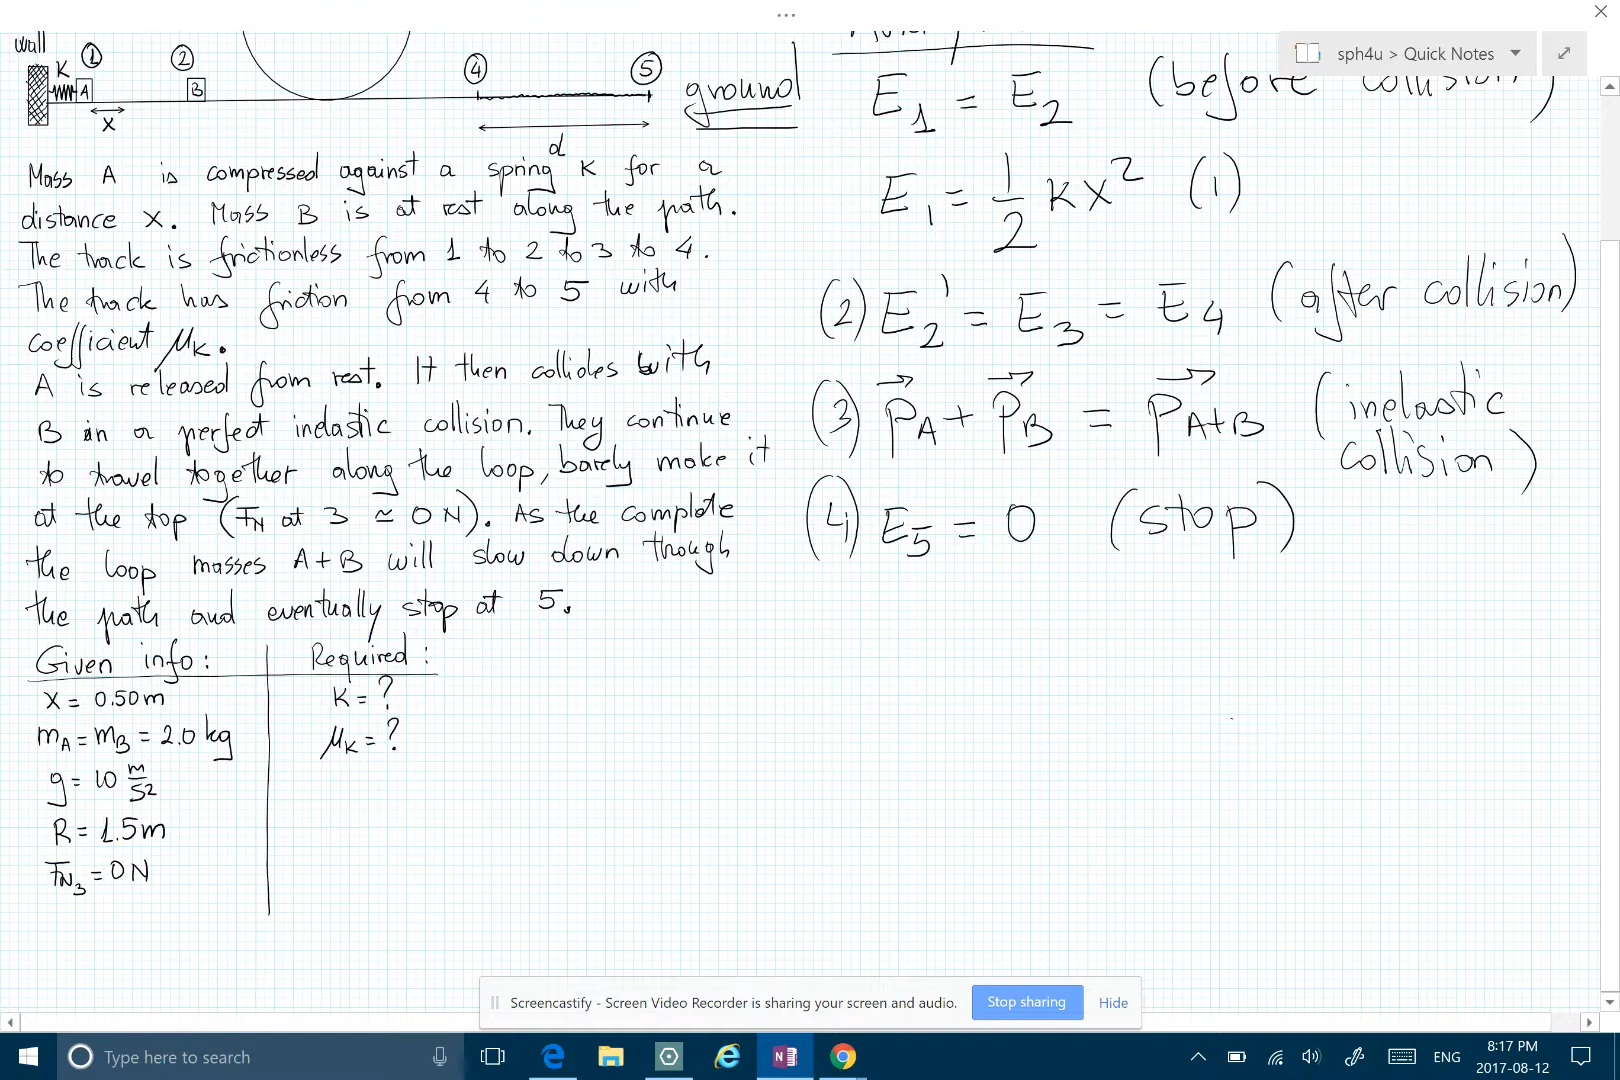 ...
sph4u > Quick Notes
wall
K
1
2
A
B
x
4
5
d
ground
Mass A is compressed against a spring K for a
distance x. Mass B is at rest along the path.
The track is frictionless from 1 to 2 to 3 to 4.
The track has friction from 4 to 5 with
coefficient μK.
A is released from rest. It then collides with
B in a perfect inelastic collision. They continue
to travel together along the loop, barely make it
at the top (FN at 3 ≃ 0 N). As the complete
the loop masses A+B will slow down though
the path and eventually stop at 5.
Given info:
x = 0.50 m
mA = mB = 2.0 kg
g = 10 m/s²
R = 1.5 m
FN3 = 0 N
Required:
K = ?
μK = ?
E1 = E2 (before collision)
E1 = 1/2 K x² (1)
(2) E2' = E3 = E4 (after collision)
(3) P⃗A + P⃗B = P⃗A+B (inelastic
collision)
(4) E5 = 0 (stop)
Screencastify - Screen Video Recorder is sharing your screen and audio. Stop sharing Hide
Type here to search
ENG
8:17 PM
2017-08-12